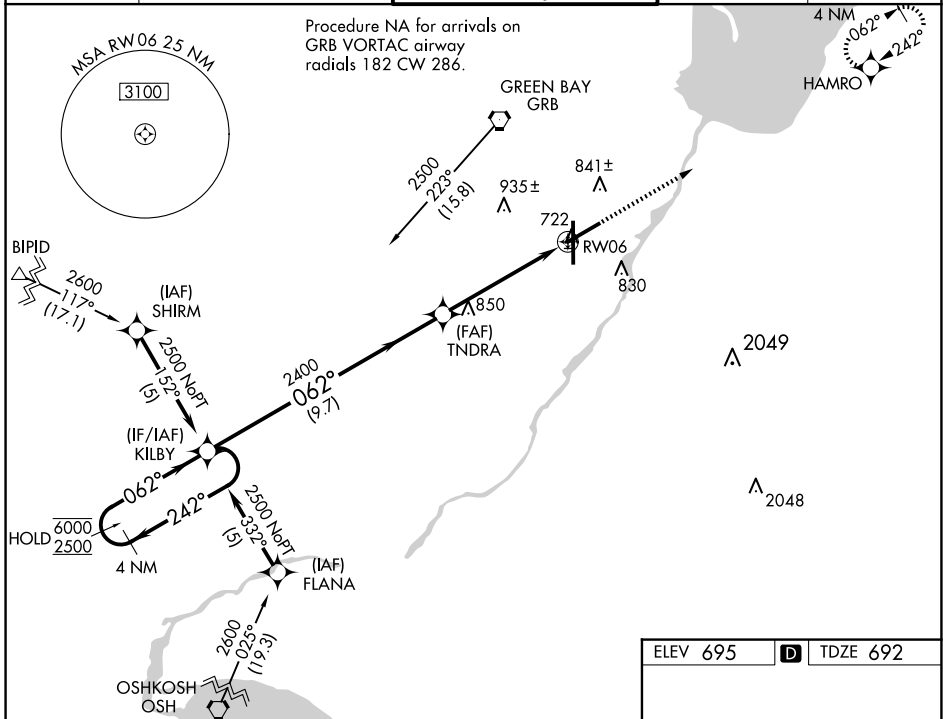 Procedure NA for arrivals on
GRB VORTAC airway
radials 182 CW 286.
MSA RW06 25 NM
3100
4 NM
062°
242°
HAMRO
GREEN BAY
GRB
2500
223°
(15.8)
935±
841±
722
RW06
830
BIPID
2600
117°
(17.1)
(IAF)
SHIRM
2500 NoPT
152°
(5)
850
(FAF)
TNDRA
2049
2400
062°
(9.7)
(IF/IAF)
KILBY
062°
242°
HOLD
6000
2500
4 NM
2500 NoPT
332°
(5)
2048
(IAF)
FLANA
2600
025°
(19.3)
OSHKOSH
OSH
ELEV 695
D
TDZE 692